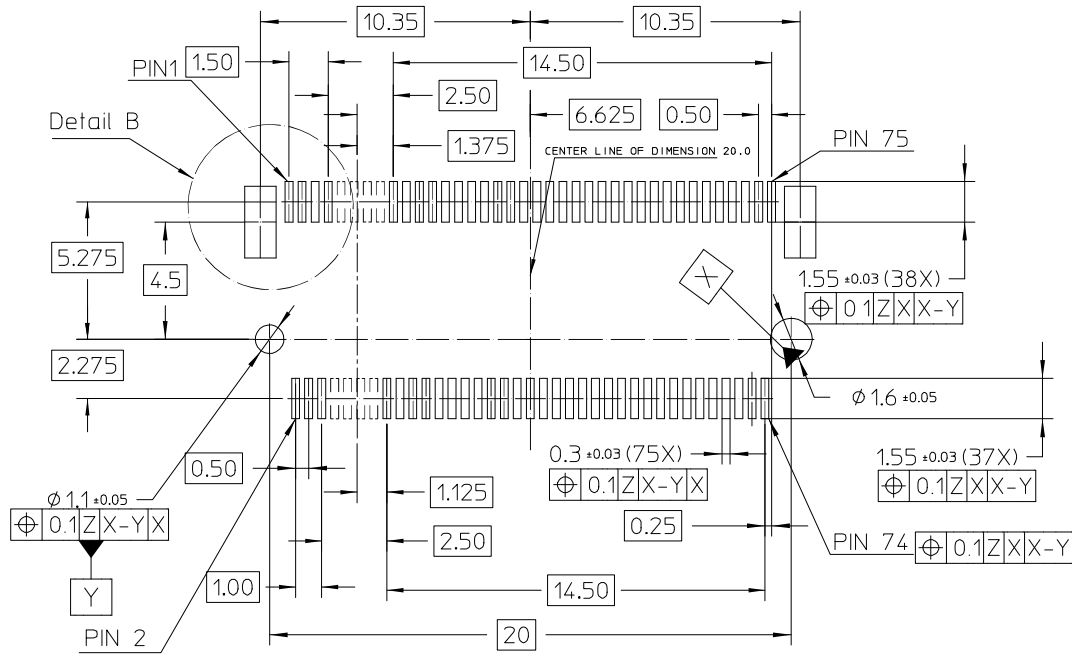 10.35 10.35
1.50 14.50
PIN1
2.50
Detail B 6.625 0.50
1.375 CENTER LINE OF DIMENSION 20.0 PIN 75
5.275
4.5
X
1.55 ±0.03 (38X)
⌖ 0 1 Z X X-Y
2.275
Ø 1.6 ±0.05
0.50
0.3 ±0.03 (75X)
⌖ 0.1 Z X-Y X
1.55 ±0.03 (37X)
⌖ 0.1 Z X X-Y
Ø 1.1 ±0.05
⌖ 0.1 Z X-Y X
1.125
0.25
2.50
PIN 74 ⌖ 0.1 Z X X-Y
1.00
14.50
Y
PIN 2
20